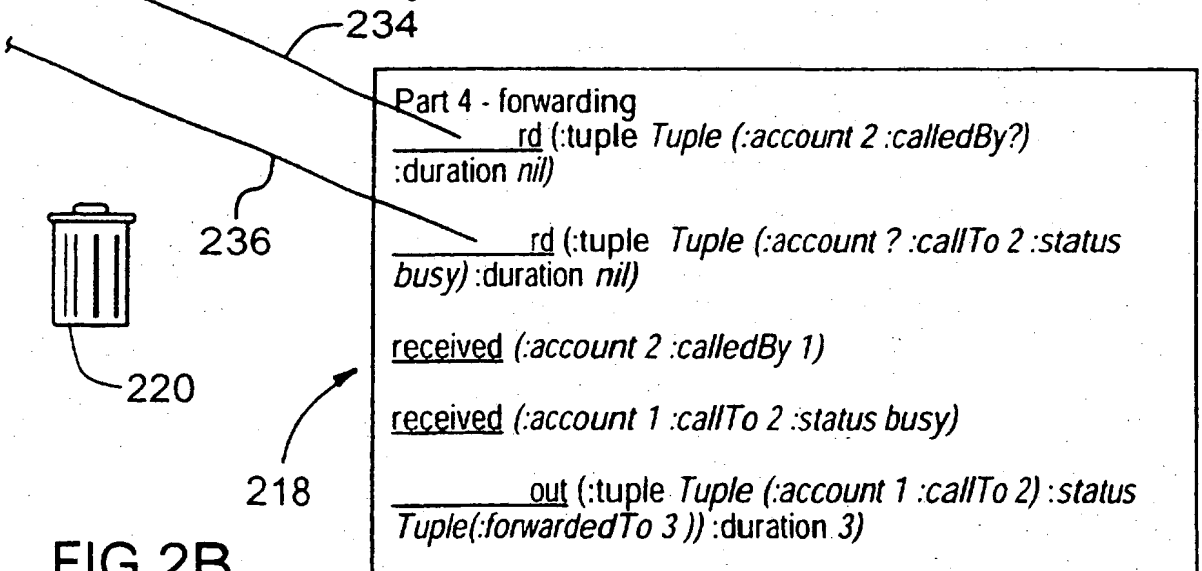 234
Part 4 - forwarding
rd (:tuple Tuple (:account 2 :calledBy?)
:duration nil)
236
rd (:tuple Tuple (:account ? :callTo 2 :status
busy) :duration nil)
received (:account 2 :calledBy 1)
220
received (:account 1 :callTo 2 :status busy)
218
out (:tuple Tuple (:account 1 :callTo 2) :status
Tuple(:forwardedTo 3 )) :duration 3)
FIG 2B